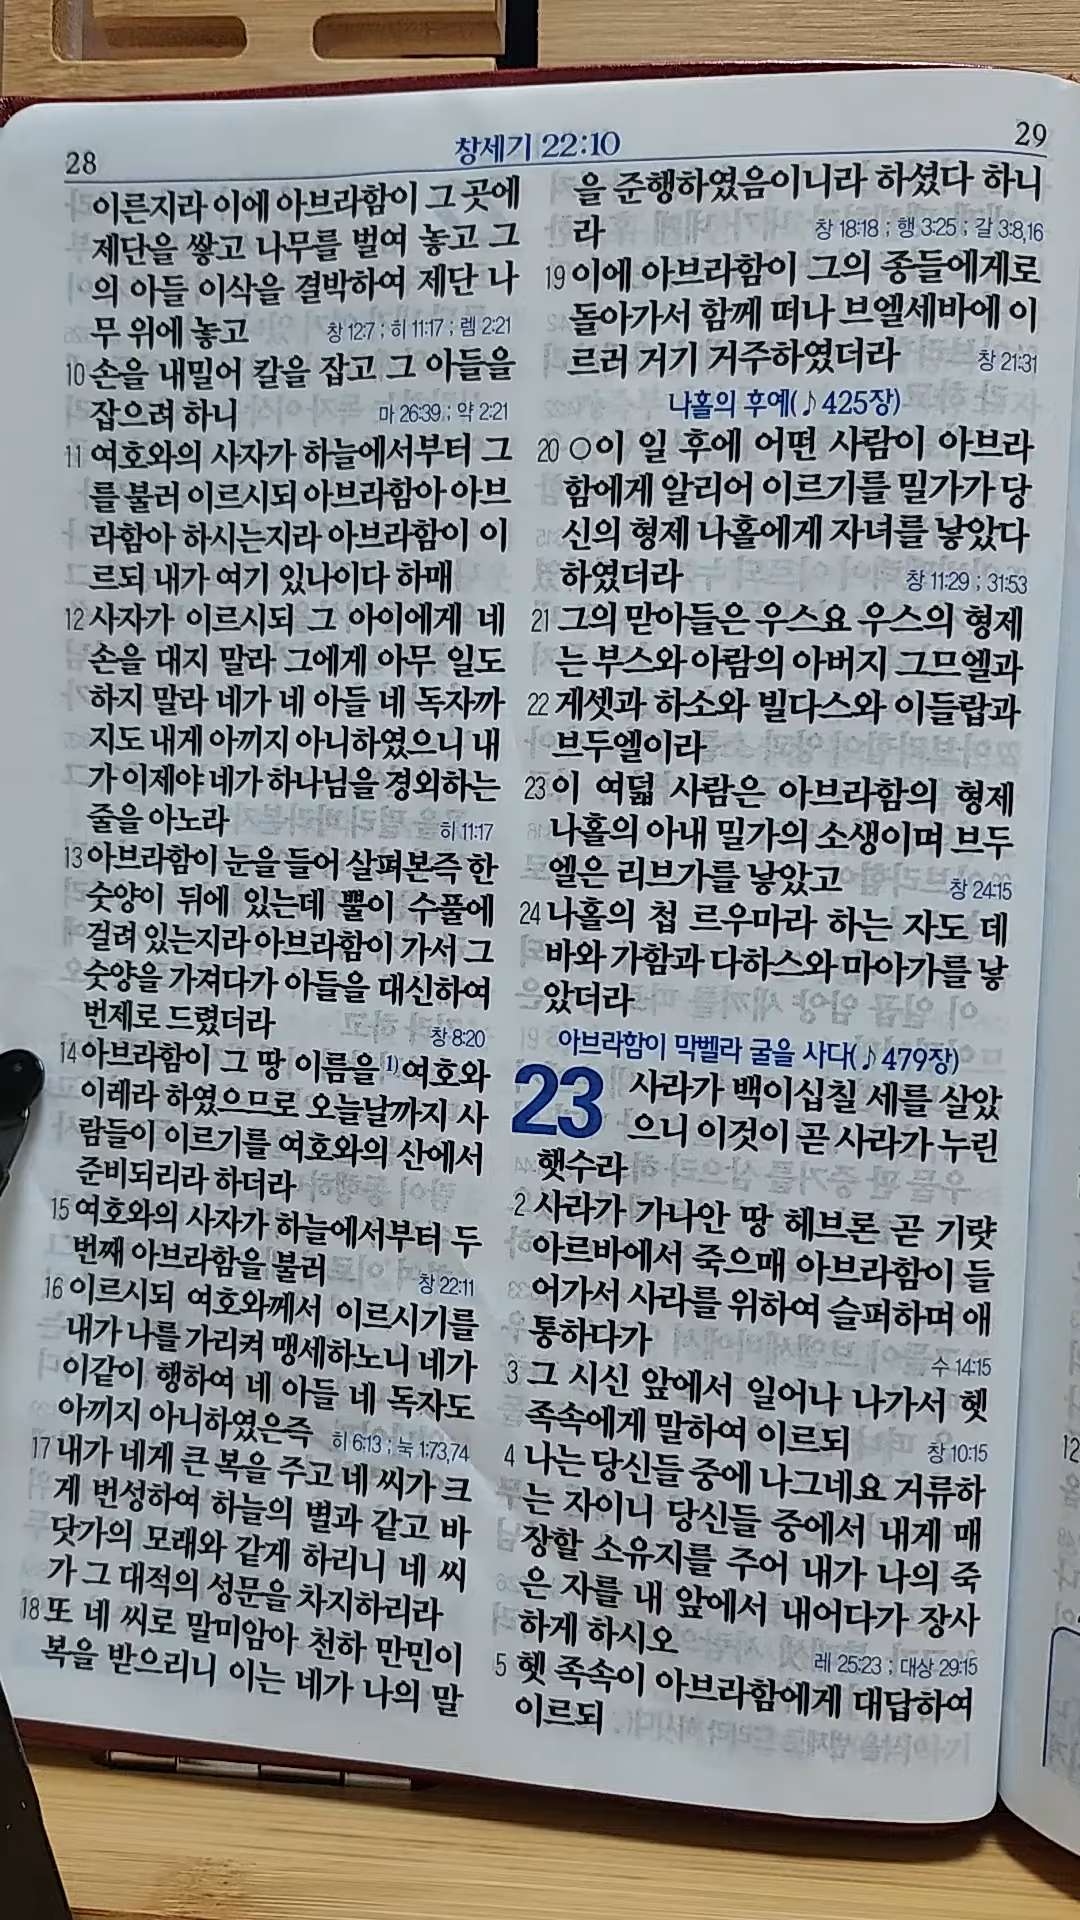 28
창세기 22:10
29
이른지라 이에 아브라함이 그 곳에
제단을 쌓고 나무를 벌여 놓고 그
의 아들 이삭을 결박하여 제단 나
무 위에 놓고 창 12:7 ; 히 11:17 ; 렘 2:21
10 손을 내밀어 칼을 잡고 그 아들을
잡으려 하니 마 26:39 ; 약 2:21
11 여호와의 사자가 하늘에서부터 그
를 불러 이르시되 아브라함아 아브
라함아 하시는지라 아브라함이 이
르되 내가 여기 있나이다 하매
12 사자가 이르시되 그 아이에게 네
손을 대지 말라 그에게 아무 일도
하지 말라 네가 네 아들 네 독자까
지도 내게 아끼지 아니하였으니 내
가 이제야 네가 하나님을 경외하는
줄을 아노라 히 11:17
13 아브라함이 눈을 들어 살펴본즉 한
숫양이 뒤에 있는데 뿔이 수풀에
걸려 있는지라 아브라함이 가서 그
숫양을 가져다가 아들을 대신하여
번제로 드렸더라 창 8:20
14 아브라함이 그 땅 이름을 1)여호와
이레라 하였으므로 오늘날까지 사
람들이 이르기를 여호와의 산에서
준비되리라 하더라
15 여호와의 사자가 하늘에서부터 두
번째 아브라함을 불러 창 22:11
16 이르시되 여호와께서 이르시기를
내가 나를 가리켜 맹세하노니 네가
이같이 행하여 네 아들 네 독자도
아끼지 아니하였은즉 히 6:13 ; 눅 1:73,74
17 내가 네게 큰 복을 주고 네 씨가 크
게 번성하여 하늘의 별과 같고 바
닷가의 모래와 같게 하리니 네 씨
가 그 대적의 성문을 차지하리라
18 또 네 씨로 말미암아 천하 만민이
복을 받으리니 이는 네가 나의 말
을 준행하였음이니라 하셨다 하니
라 창 18:18 ; 행 3:25 ; 갈 3:8,16
19 이에 아브라함이 그의 종들에게로
돌아가서 함께 떠나 브엘세바에 이
르러 거기 거주하였더라 창 21:31
나홀의 후예(♪425장)
20 ○이 일 후에 어떤 사람이 아브라
함에게 알리어 이르기를 밀가가 당
신의 형제 나홀에게 자녀를 낳았다
하였더라 창 11:29 ; 31:53
21 그의 맏아들은 우스요 우스의 형제
는 부스와 아람의 아버지 그므엘과
22 게셋과 하소와 빌다스와 이들랍과
브두엘이라
23 이 여덟 사람은 아브라함의 형제
나홀의 아내 밀가의 소생이며 브두
엘은 리브가를 낳았고 창 24:15
24 나홀의 첩 르우마라 하는 자도 데
바와 가함과 다하스와 마아가를 낳
았더라
아브라함이 막벨라 굴을 사다(♪479장)
23 사라가 백이십칠 세를 살았
으니 이것이 곧 사라가 누린
햇수라
2 사라가 가나안 땅 헤브론 곧 기럇
아르바에서 죽으매 아브라함이 들
어가서 사라를 위하여 슬퍼하며 애
통하다가 수 14:15
3 그 시신 앞에서 일어나 나가서 헷
족속에게 말하여 이르되 창 10:15
4 나는 당신들 중에 나그네요 거류하
는 자이니 당신들 중에서 내게 매
장할 소유지를 주어 내가 나의 죽
은 자를 내 앞에서 내어다가 장사
하게 하시오 레 25:23 ; 대상 29:15
5 헷 족속이 아브라함에게 대답하여
이르되
12